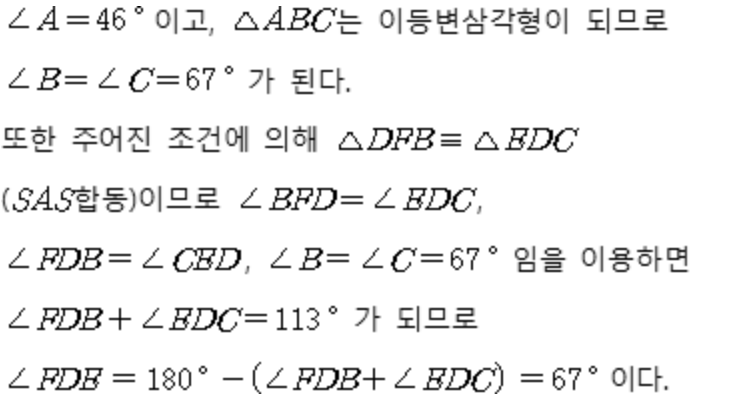 ∠A=46°이고, △ABC는 이등변삼각형이 되므로
∠B=∠C=67°가 된다.
또한 주어진 조건에 의해 △DFB≡△EDC
(SAS합동)이므로 ∠BFD=∠EDC,
∠FDB=∠CED, ∠B=∠C=67°임을 이용하면
∠FDB+∠EDC=113°가 되므로
∠FDE=180°-(∠FDB+∠EDC)=67°이다.